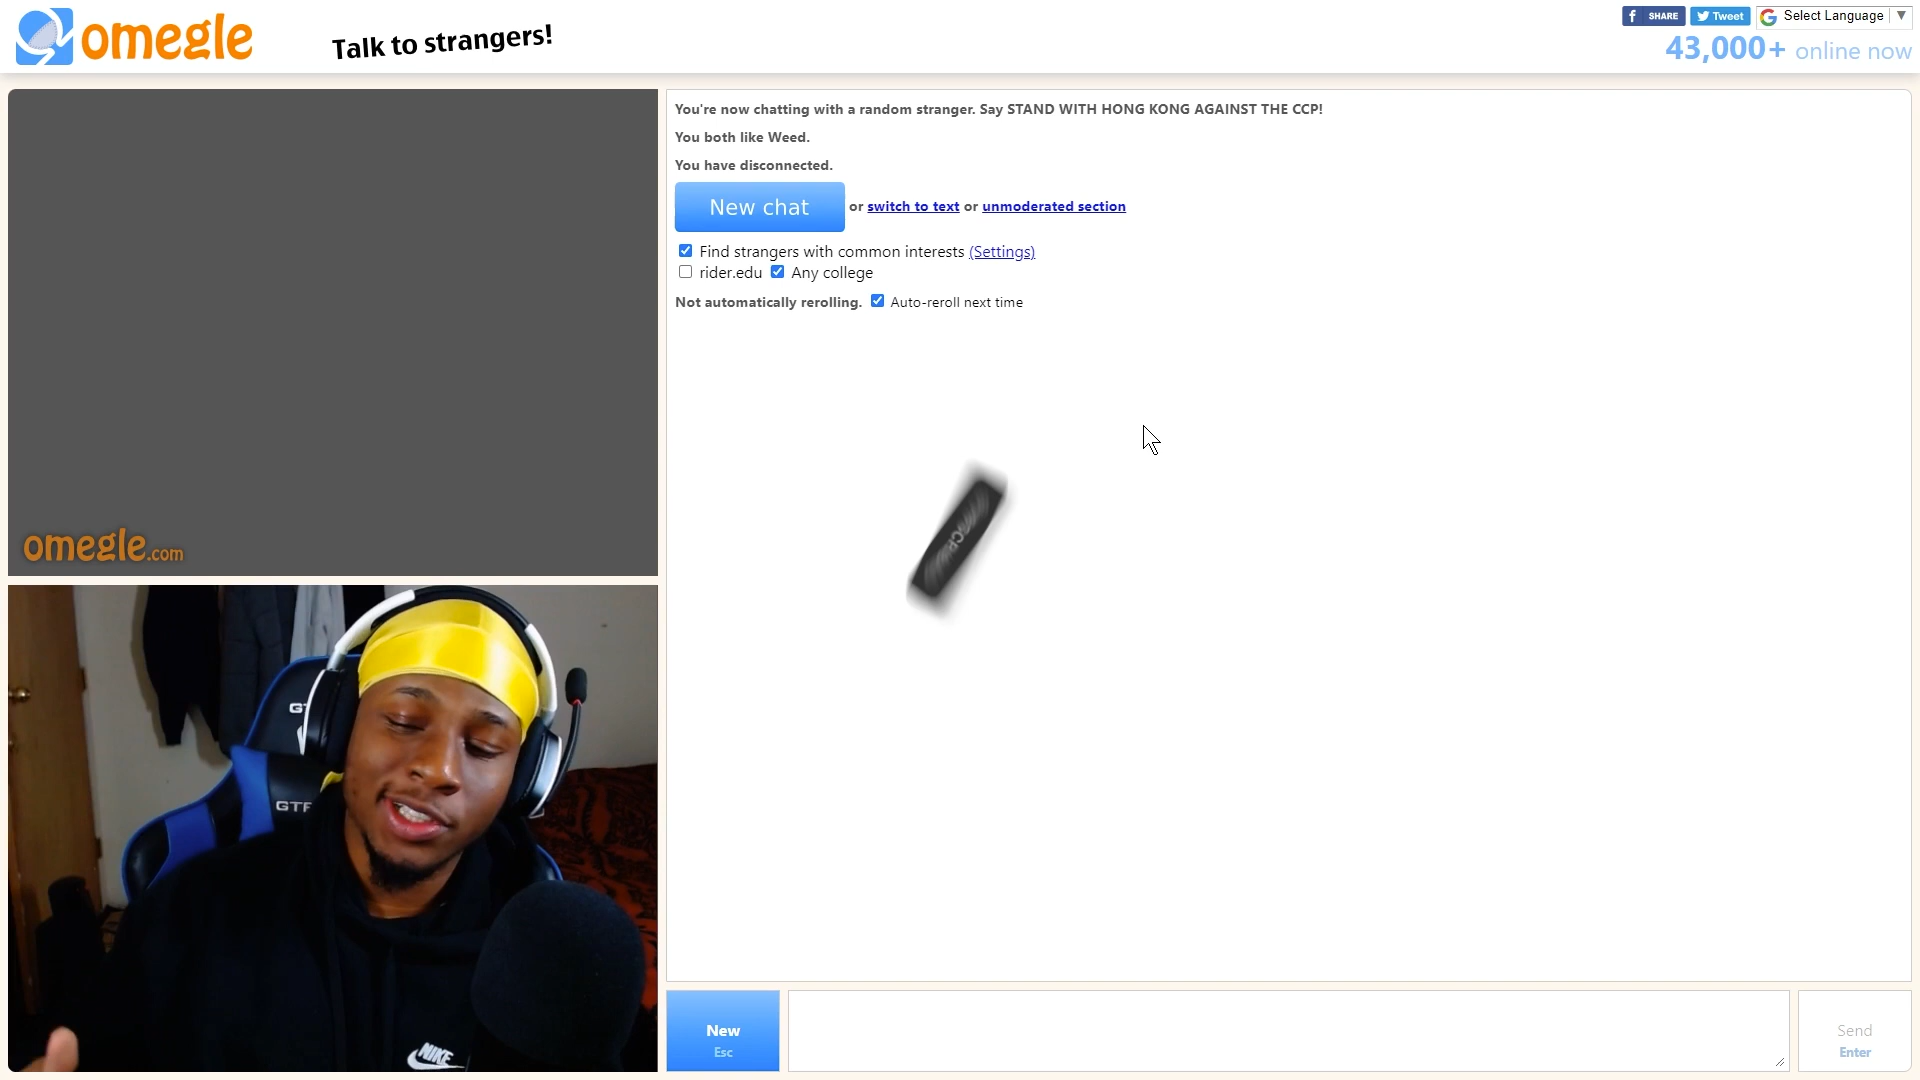 omegle
Talk to strangers!
SHARE
Tweet
Select Language
43,000+ online now
You're now chatting with a random stranger. Say STAND WITH HONG KONG AGAINST THE CCP!
You both like Weed.
You have disconnected.
New chat or switch to text or unmoderated section
Find strangers with common interests (Settings)
rider.edu Any college
Not automatically rerolling. Auto-reroll next time
omegle.com
NIKE
New
Esc
Send
Enter